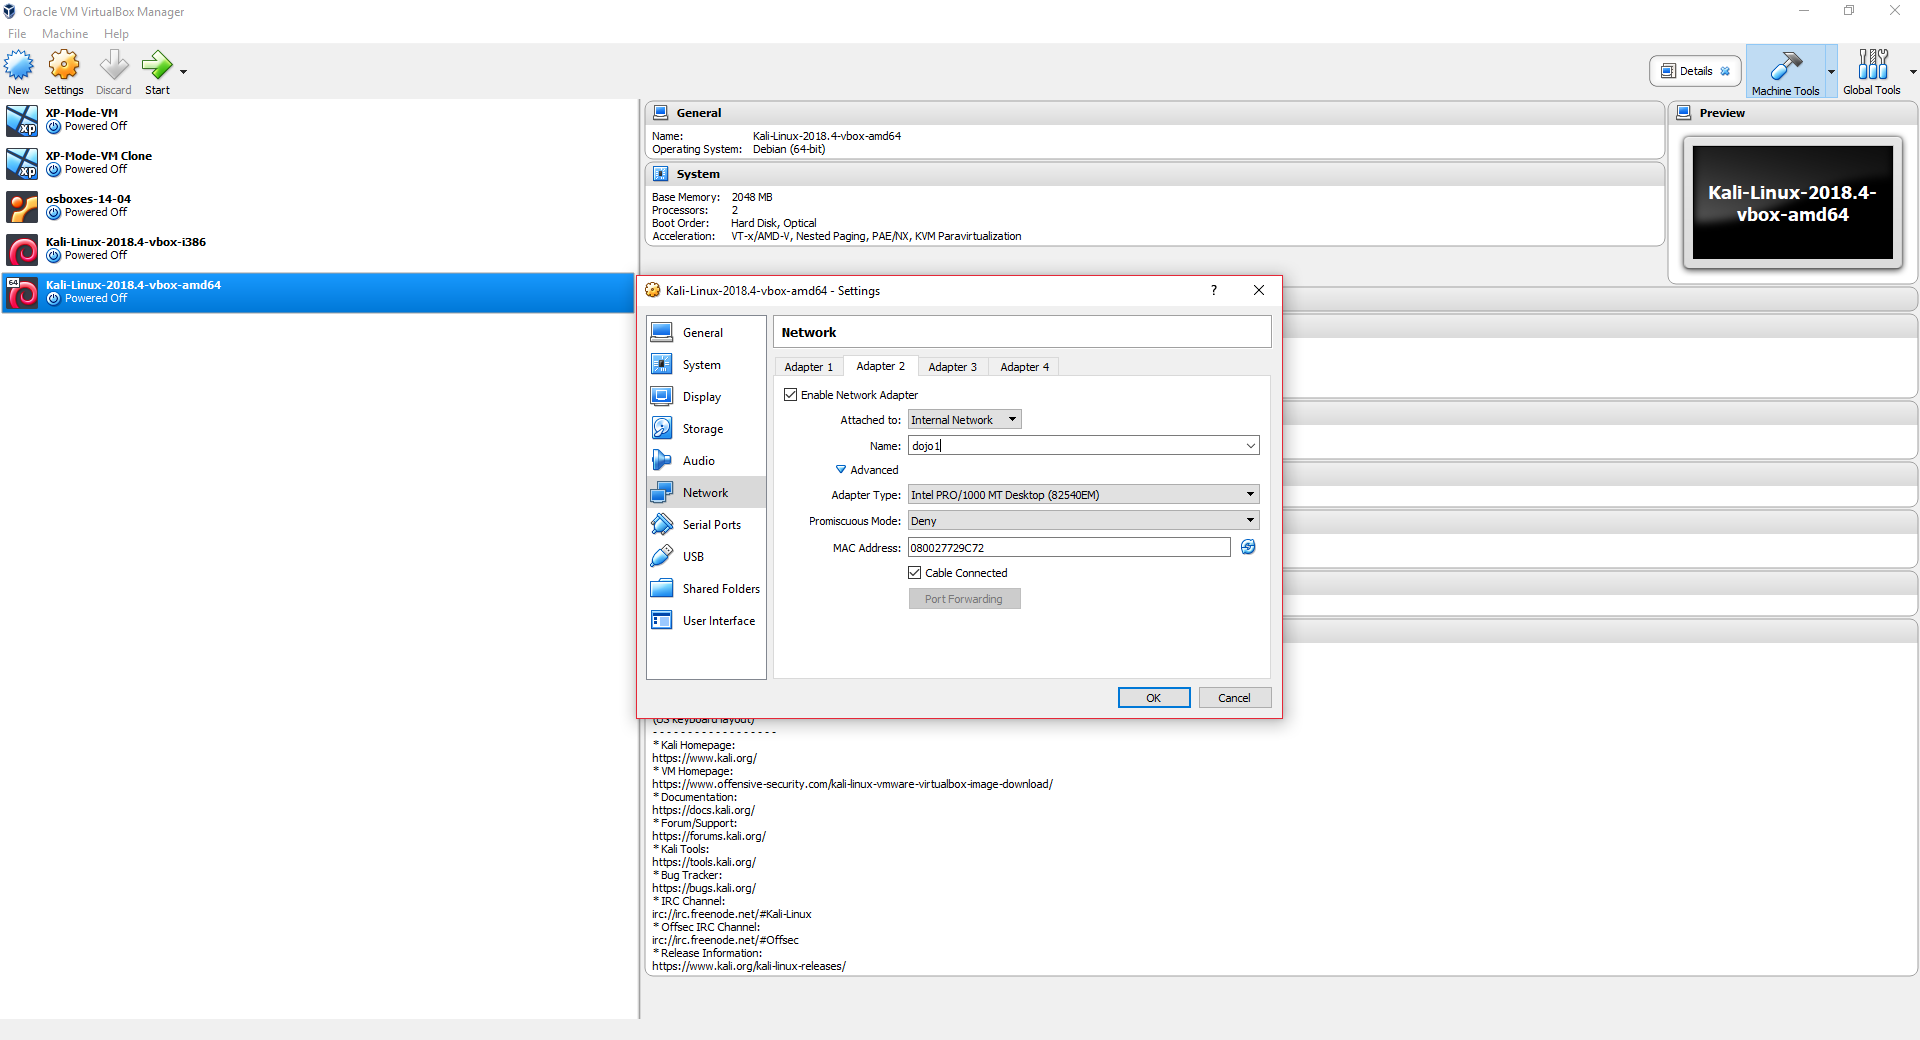 Oracle VM VirtualBox Manager
File Machine Help
New Settings Discard Start
Details
Machine Tools
Global Tools
XP-Mode-VM
Powered Off
XP-Mode-VM Clone
Powered Off
osboxes-14-04
Powered Off
Kali-Linux-2018.4-vbox-i386
Powered Off
64
Kali-Linux-2018.4-vbox-amd64
Powered Off
General
Name: Kali-Linux-2018.4-vbox-amd64
Operating System: Debian (64-bit)
System
Base Memory: 2048 MB
Processors: 2
Boot Order: Hard Disk, Optical
Acceleration: VT-x/AMD-V, Nested Paging, PAE/NX, KVM Paravirtualization
Preview
Kali-Linux-2018.4-
vbox-amd64
Kali-Linux-2018.4-vbox-amd64 - Settings
?
General
System
Display
Storage
Audio
Network
Serial Ports
USB
Shared Folders
User Interface
Network
Adapter 1 Adapter 2 Adapter 3 Adapter 4
Enable Network Adapter
Attached to: Internal Network
Name: dojo1
Advanced
Adapter Type: Intel PRO/1000 MT Desktop (82540EM)
Promiscuous Mode: Deny
MAC Address: 080027729C72
Cable Connected
Port Forwarding
OK Cancel
(US keyboard layout)
- - - - - - - - - - - - - - - - - -
* Kali Homepage:
https://www.kali.org/
* VM Homepage:
https://www.offensive-security.com/kali-linux-vmware-virtualbox-image-download/
* Documentation:
https://docs.kali.org/
* Forum/Support:
https://forums.kali.org/
* Kali Tools:
https://tools.kali.org/
* Bug Tracker:
https://bugs.kali.org/
* IRC Channel:
irc://irc.freenode.net/#Kali-Linux
* Offsec IRC Channel:
irc://irc.freenode.net/#Offsec
* Release Information:
https://www.kali.org/kali-linux-releases/